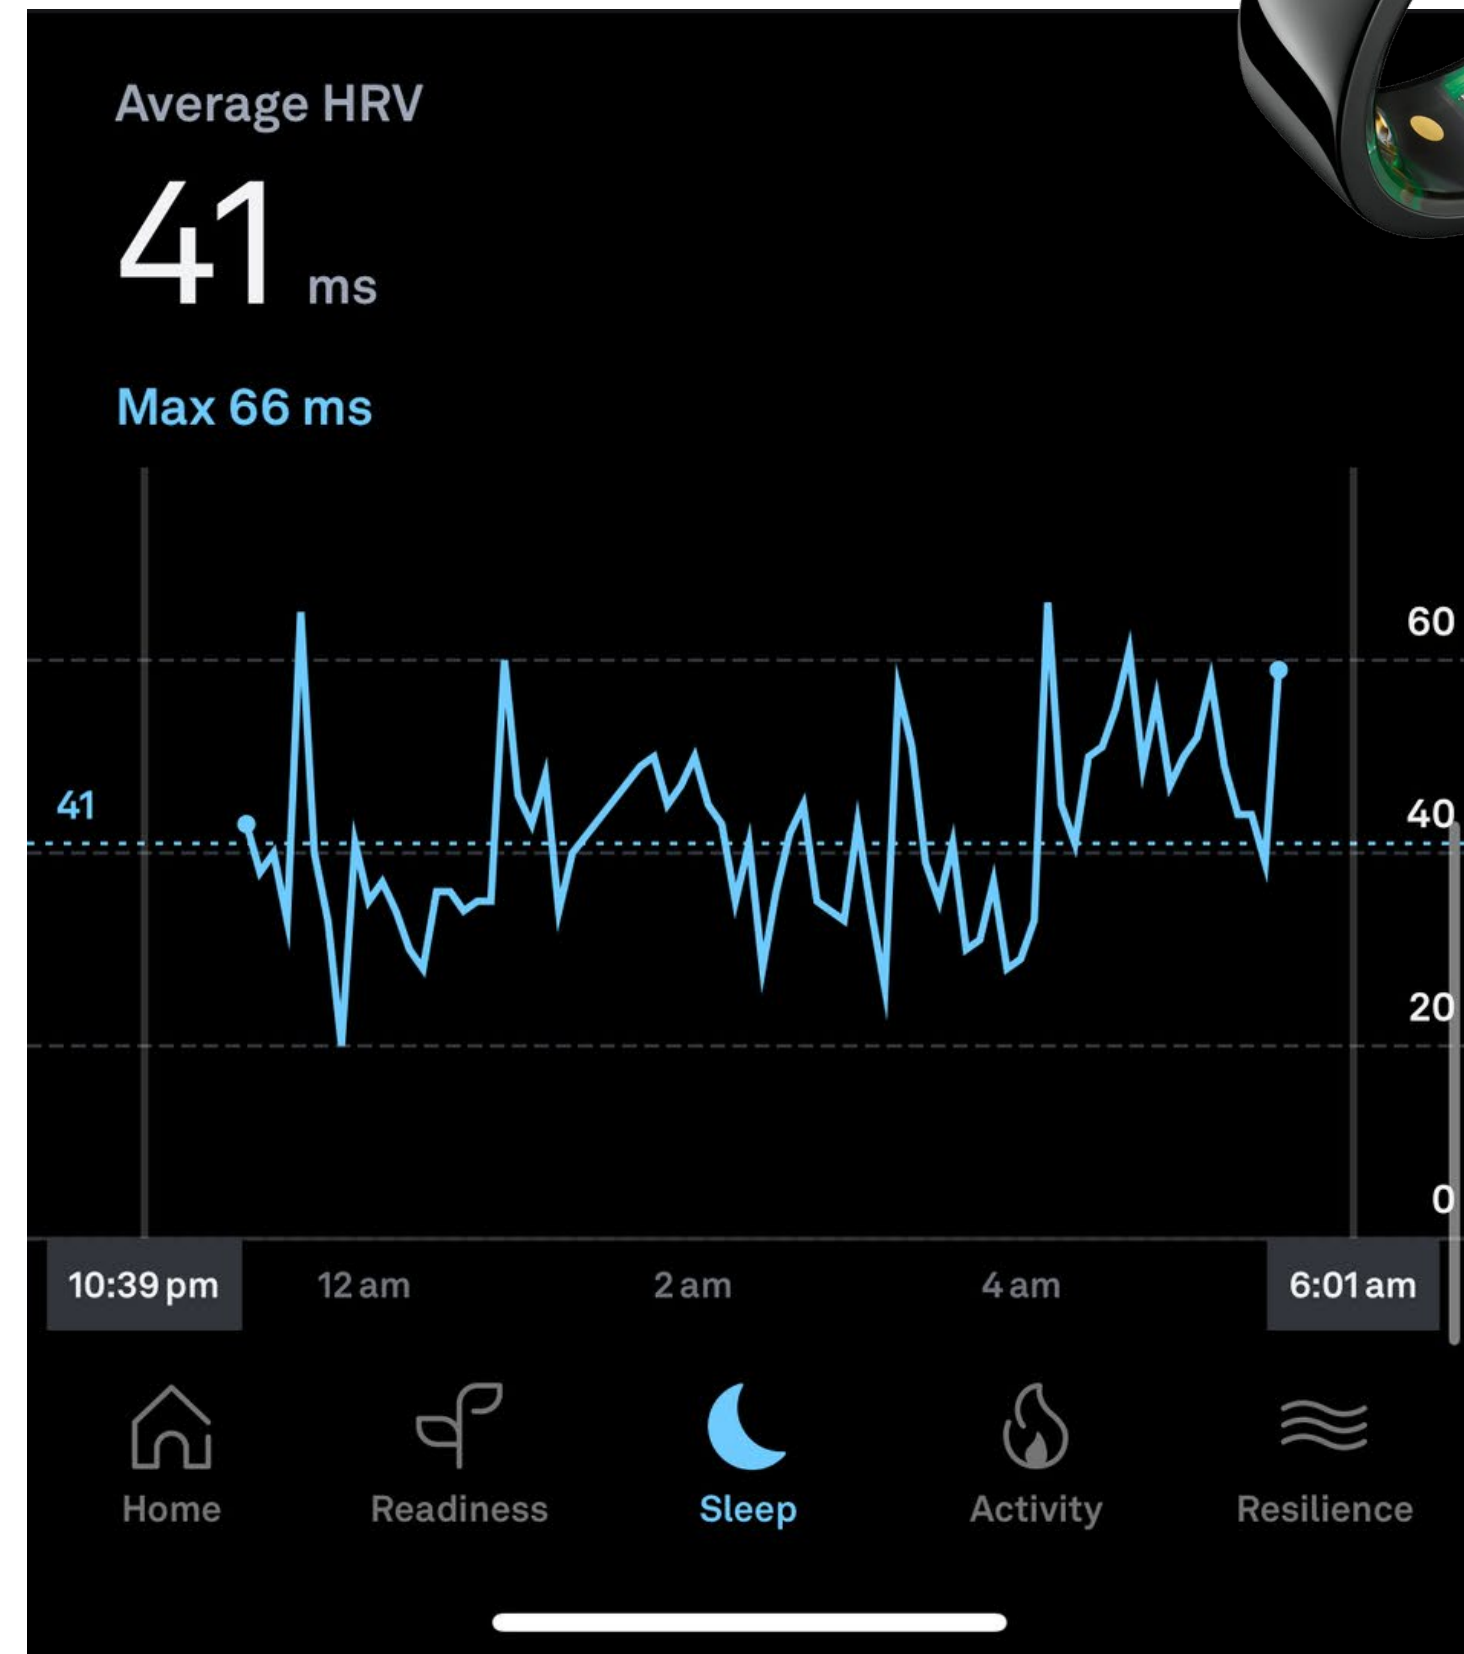 Average HRV
41 ms
Max 66 ms
60
41
40
20
0
10:39 pm 12 am 2 am 4 am 6:01 am
Home Readiness Sleep Activity Resilience